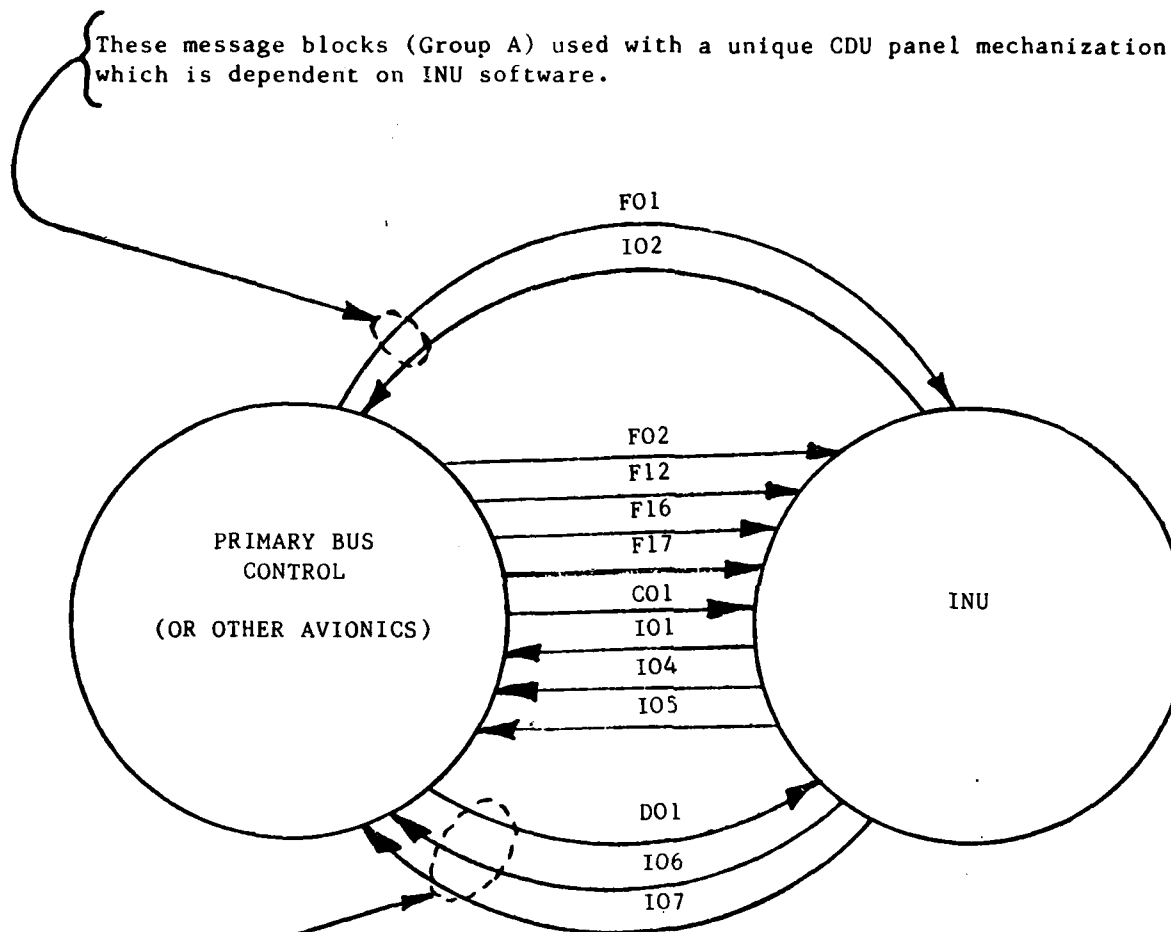 These message blocks (Group A) used with a unique CDU panel mechanization
which is dependent on INU software.
FO1
IO2
FO2
F12
F16
F17
CO1
IO1
IO4
IO5
PRIMARY BUS
CONTROL
(OR OTHER AVIONICS)
INU
DO1
IO6
IO7